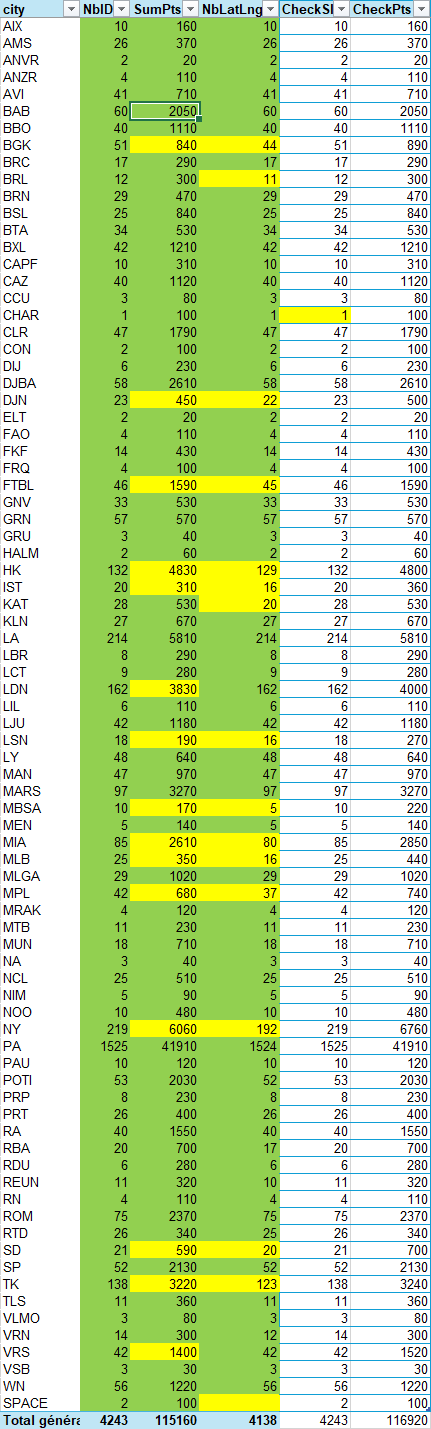 city NbID SumPts NbLatLng CheckSI CheckPts
AIX 10 160 10 10 160
AMS 26 370 26 26 370
ANVR 2 20 2 2 20
ANZR 4 110 4 4 110
AVI 41 710 41 41 710
BAB 60 2050 60 60 2050
BBO 40 1110 40 40 1110
BGK 51 840 44 51 890
BRC 17 290 17 17 290
BRL 12 300 11 12 300
BRN 29 470 29 29 470
BSL 25 840 25 25 840
BTA 34 530 34 34 530
BXL 42 1210 42 42 1210
CAPF 10 310 10 10 310
CAZ 40 1120 40 40 1120
CCU 3 80 3 3 80
CHAR 1 100 1 1 100
CLR 47 1790 47 47 1790
CON 2 100 2 2 100
DIJ 6 230 6 6 230
DJBA 58 2610 58 58 2610
DJN 23 450 22 23 500
ELT 2 20 2 2 20
FAO 4 110 4 4 110
FKF 14 430 14 14 430
FRQ 4 100 4 4 100
FTBL 46 1590 45 46 1590
GNV 33 530 33 33 530
GRN 57 570 57 57 570
GRU 3 40 3 3 40
HALM 2 60 2 2 60
HK 132 4830 129 132 4800
IST 20 310 16 20 360
KAT 28 530 20 28 530
KLN 27 670 27 27 670
LA 214 5810 214 214 5810
LBR 8 290 8 8 290
LCT 9 280 9 9 280
LDN 162 3830 162 162 4000
LIL 6 110 6 6 110
LJU 42 1180 42 42 1180
LSN 18 190 16 18 270
LY 48 640 48 48 640
MAN 47 970 47 47 970
MARS 97 3270 97 97 3270
MBSA 10 170 5 10 220
MEN 5 140 5 5 140
MIA 85 2610 80 85 2850
MLB 25 350 16 25 440
MLGA 29 1020 29 29 1020
MPL 42 680 37 42 740
MRAK 4 120 4 4 120
MTB 11 230 11 11 230
MUN 18 710 18 18 710
NA 3 40 3 3 40
NCL 25 510 25 25 510
NIM 5 90 5 5 90
NOO 10 480 10 10 480
NY 219 6060 192 219 6760
PA 1525 41910 1524 1525 41910
PAU 10 120 10 10 120
POTI 53 2030 52 53 2030
PRP 8 230 8 8 230
PRT 26 400 26 26 400
RA 40 1550 40 40 1550
RBA 20 700 17 20 700
RDU 6 280 6 6 280
REUN 11 320 10 11 320
RN 4 110 4 4 110
ROM 75 2370 75 75 2370
RTD 26 340 25 26 340
SD 21 590 20 21 700
SP 52 2130 52 52 2130
TK 138 3220 123 138 3240
TLS 11 360 11 11 360
VLMO 3 80 3 3 80
VRN 14 300 12 14 300
VRS 42 1400 42 42 1520
VSB 3 30 3 3 30
WN 56 1220 56 56 1220
SPACE 2 100 2 100
Total généra 4243 115160 4138 4243 116920